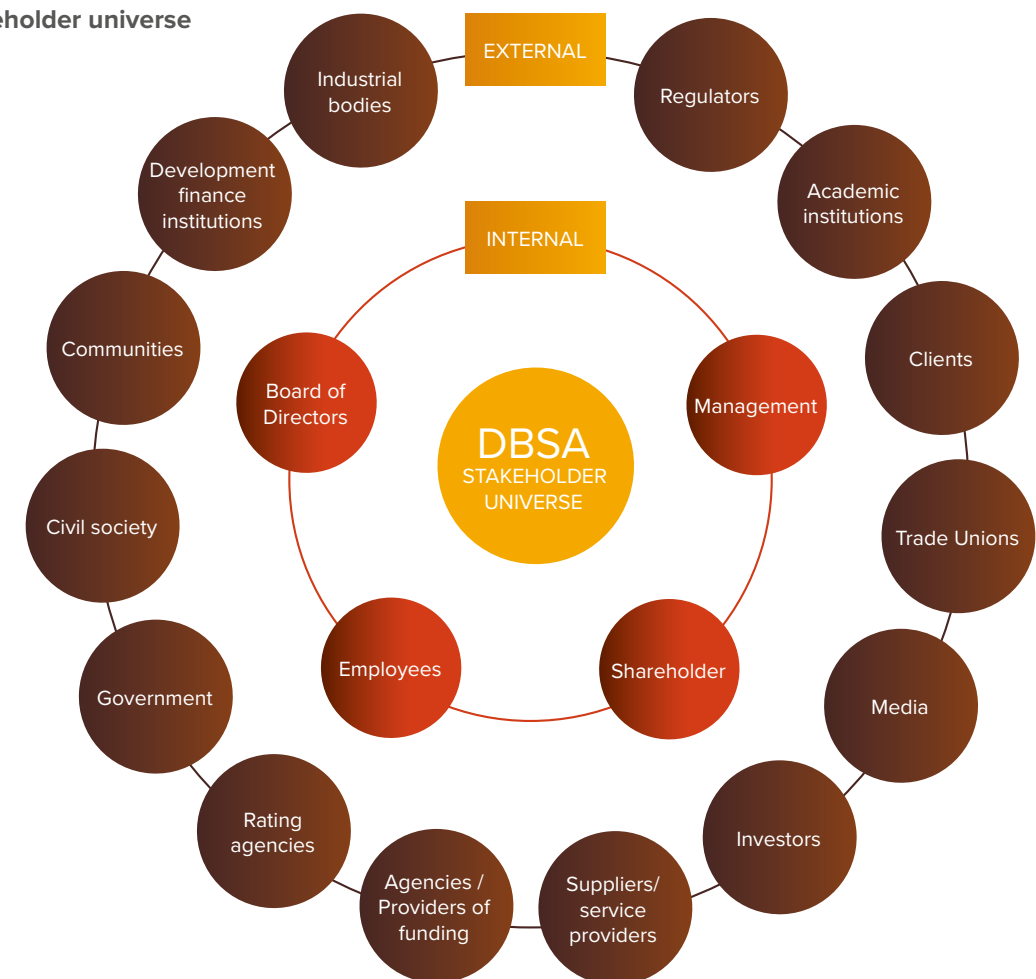 eholder universe
EXTERNAL
Industrial
bodies
Regulators
Development
finance
institutions
Academic
institutions
INTERNAL
Communities
Clients
Board of
Directors
Management
DBSA
STAKEHOLDER
UNIVERSE
Civil society
Trade Unions
Employees
Shareholder
Government
Media
Rating
agencies
Investors
Agencies /
Providers of
funding
Suppliers/
service
providers